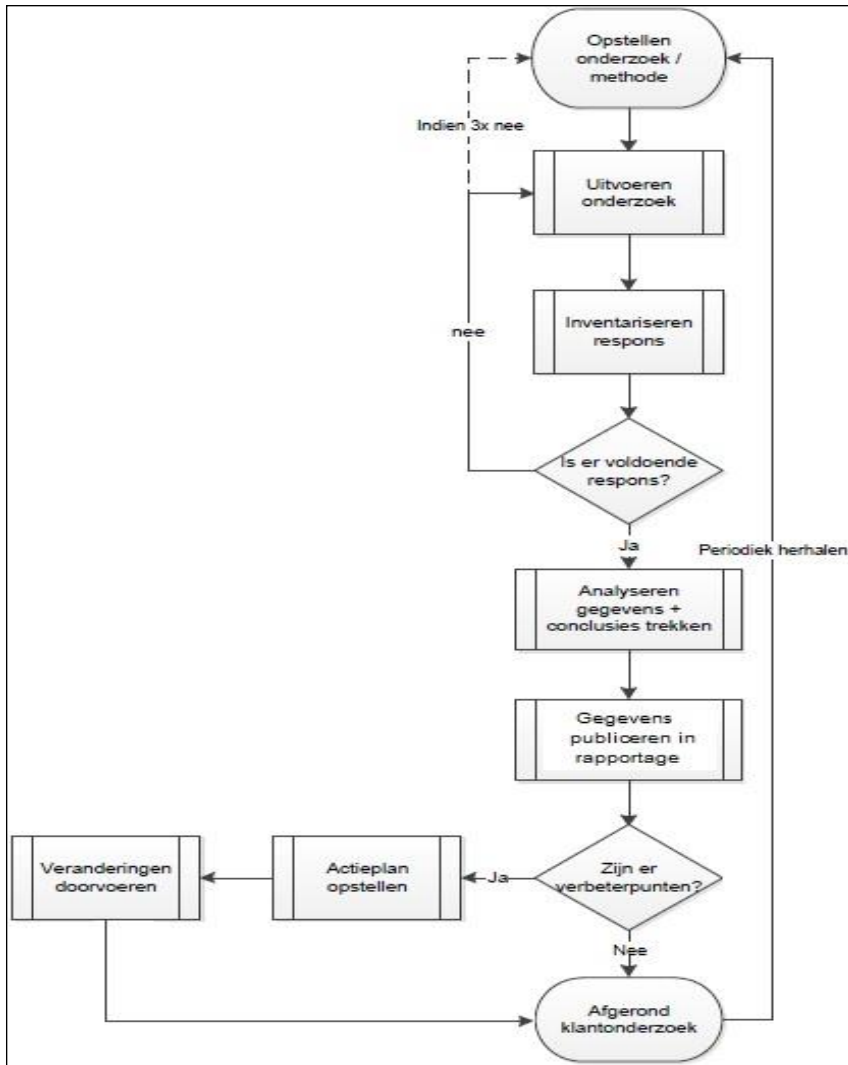 Opstellen
onderzoek /
methode
Indien 3x nee
Uitvoeren
onderzoek
Inventariseren
respons
nee
Is er voldoende
respons?
Ja
Periodiek herhalen
Analyseren
gegevens +
conclusies trekken
Gegevens
publiceren in
rapportage
Zijn er
verbeterpunten?
Ja
Actieplan
opstellen
Veranderingen
doorvoeren
Nee
Afgerond
klantonderzoek